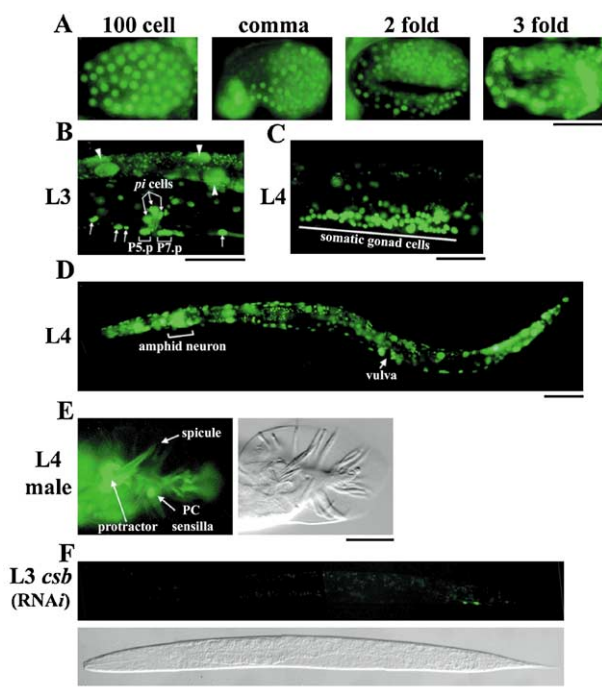 A 100 cell comma 2 fold 3 fold
B C
L3 pi cells L4
P5.p P7.p somatic gonad cells
D
L4
amphid neuron
vulva
E
L4 male
spicule
protractor
PC sensilla
F
L3 csb
(RNAi)